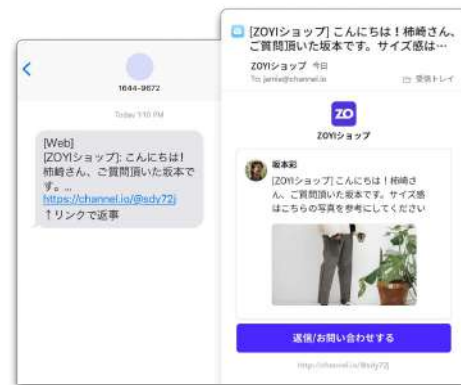 1644-9672
Today 1:10 PM
[Web]
[ZOYIショップ]: こんにちは!
柿崎さん、ご質問頂いた坂本で
す。...
https://channel.io/@sdy72j
↑リンクで返事
[ZOYIショップ] こんにちは！柿崎さん、
ご質問頂いた坂本です。サイズ感は…
ZOYIショップ 今日
To: jamie@channel.io 受信トレイ
ZO
ZOYIショップ
坂本彩
[ZOYIショップ] こんにちは！柿崎さ
ん、ご質問頂いた坂本です。サイズ感
はこちらの写真を参考にしてください
返信/お問い合わせする
http://channel.io/@sdy72j